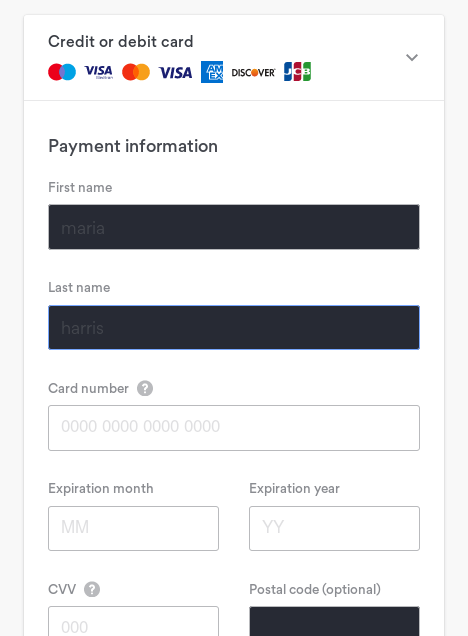 Credit or debit card
VISA Electron VISA AM EX DISCOVER JCB
Payment information
First name
maria
Last name
harris
Card number ?
0000 0000 0000 0000
Expiration month Expiration year
MM YY
CVV ? Postal code (optional)
000